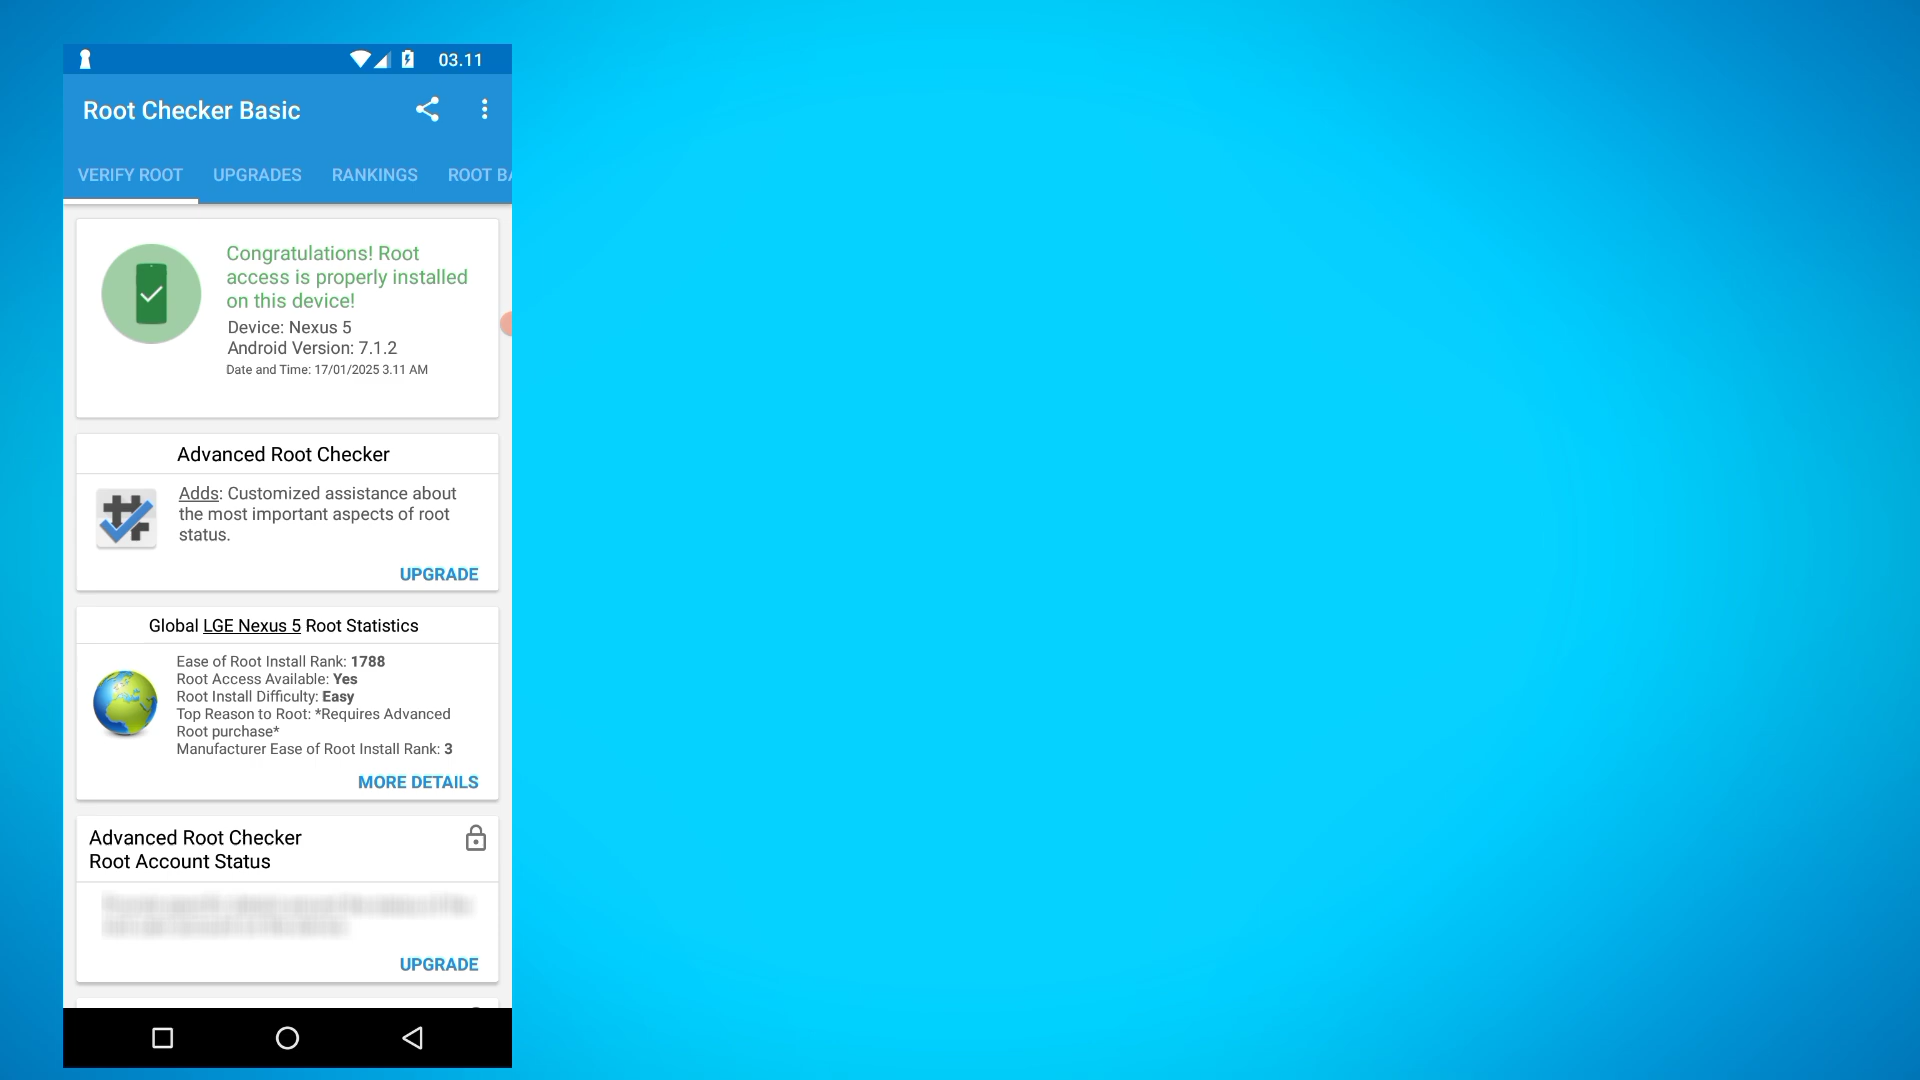 03.11
Root Checker Basic
VERIFY ROOT UPGRADES RANKINGS ROOT BA
Congratulations! Root
access is properly installed
on this device!
Device: Nexus 5
Android Version: 7.1.2
Date and Time: 17/01/2025 3.11 AM
Advanced Root Checker
Adds: Customized assistance about
the most important aspects of root
status.
UPGRADE
Global LGE Nexus 5 Root Statistics
Ease of Root Install Rank: 1788
Root Access Available: Yes
Root Install Difficulty: Easy
Top Reason to Root: *Requires Advanced
Root purchase*
Manufacturer Ease of Root Install Rank: 3
MORE DETAILS
Advanced Root Checker
Root Account Status
UPGRADE